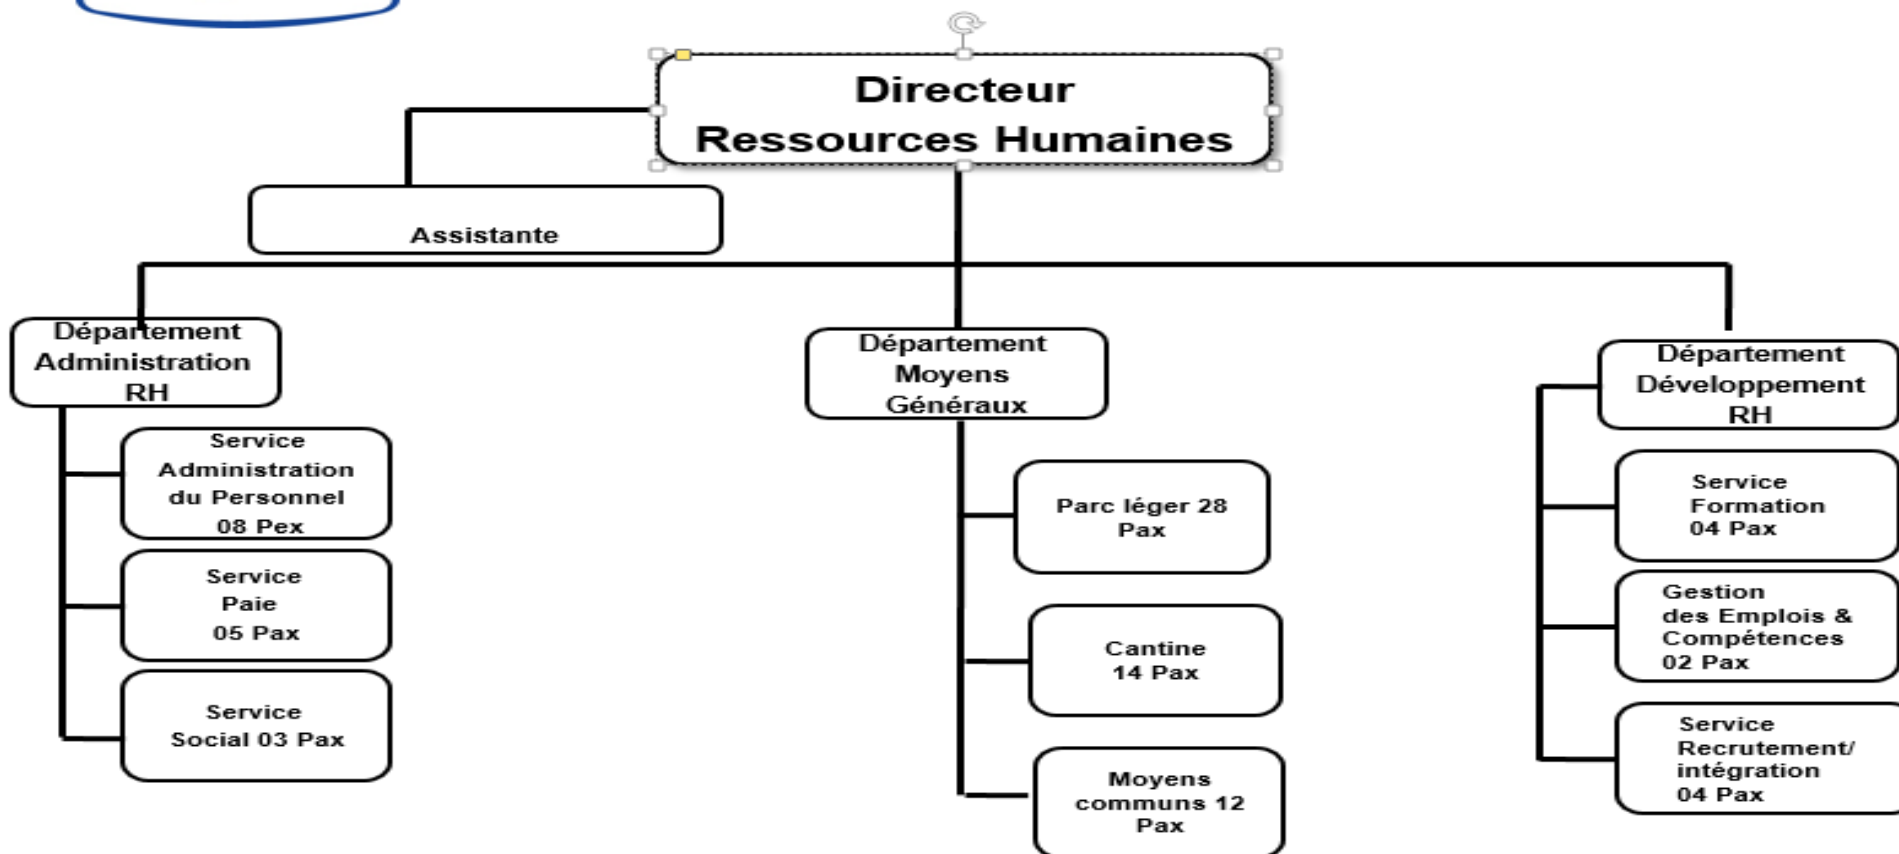 Directeur
Ressources Humaines
Assistante
Département
Administration
RH
Service
Administration
du Personnel
08 Pex
Service
Paie
05 Pax
Service
Social 03 Pax
Département
Moyens
Généraux
Parc léger 28
Pax
Cantine
14 Pax
Moyens
communs 12
Pax
Département
Développement
RH
Service
Formation
04 Pax
Gestion
des Emplois &
Compétences
02 Pax
Service
Recrutement/
intégration
04 Pax